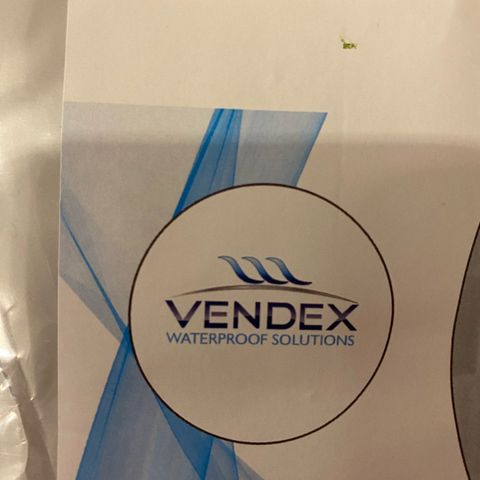 VENDEX
WATERPROOF SOLUTIONS